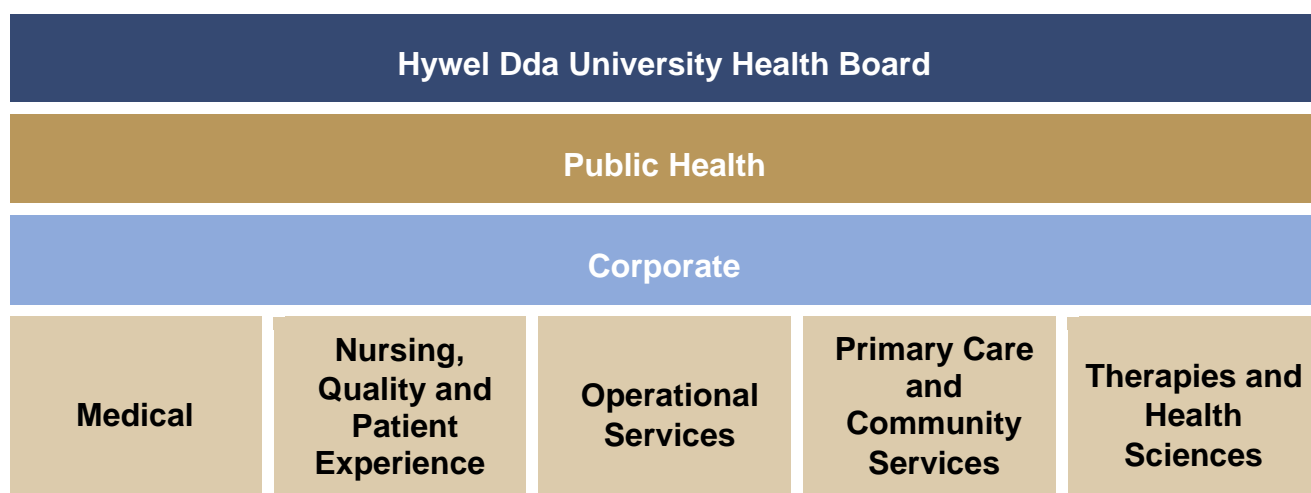 Hywel Dda University Health Board
Public Health
Corporate
Medical
Nursing,
Quality and
Patient
Experience
Operational
Services
Primary Care
and
Community
Services
Therapies and
Health
Sciences